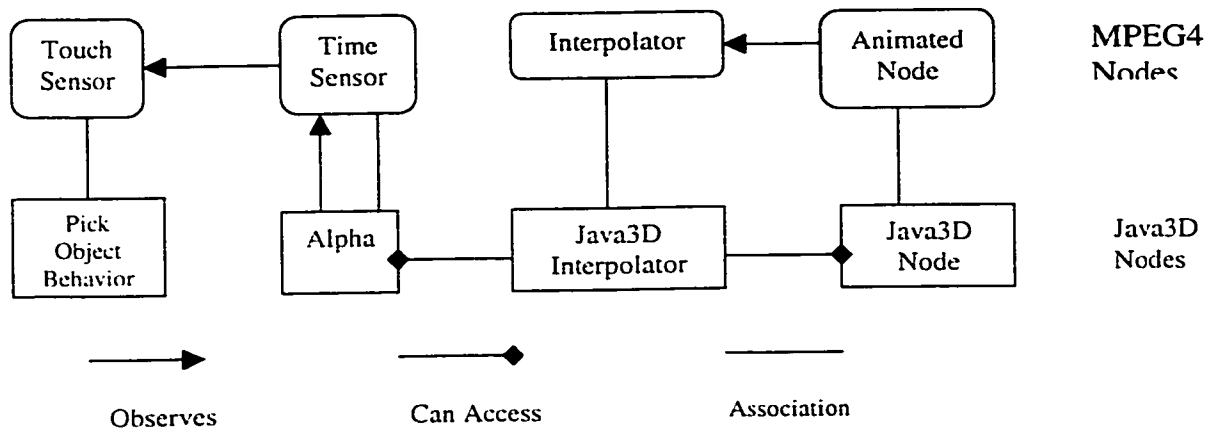 Touch
Sensor
Time
Sensor
Interpolator
Animated
Node
MPEG4
Nodes
Pick
Object
Behavior
Alpha
Java3D
Interpolator
Java3D
Node
Java3D
Nodes
Observes
Can Access
Association